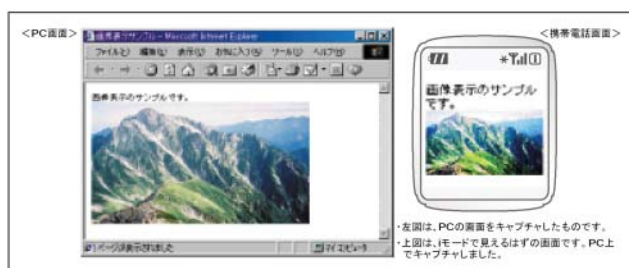 <PC画面>
<携帯電話画面>
画像表示サンプル - Microsoft Internet Explorer
ファイル(F) 編集(E) 表示(V) お気に入り(A) ツール(T) ヘルプ(H)
画像表示のサンプルです。
ページが表示されました
マイ コンピュータ
画像表示のサンプル
です。
・左図は、PCの画面をキャプチャしたものです。
・上図は、iモードで見えるはずの画面です。PC上
でキャプチャしました。